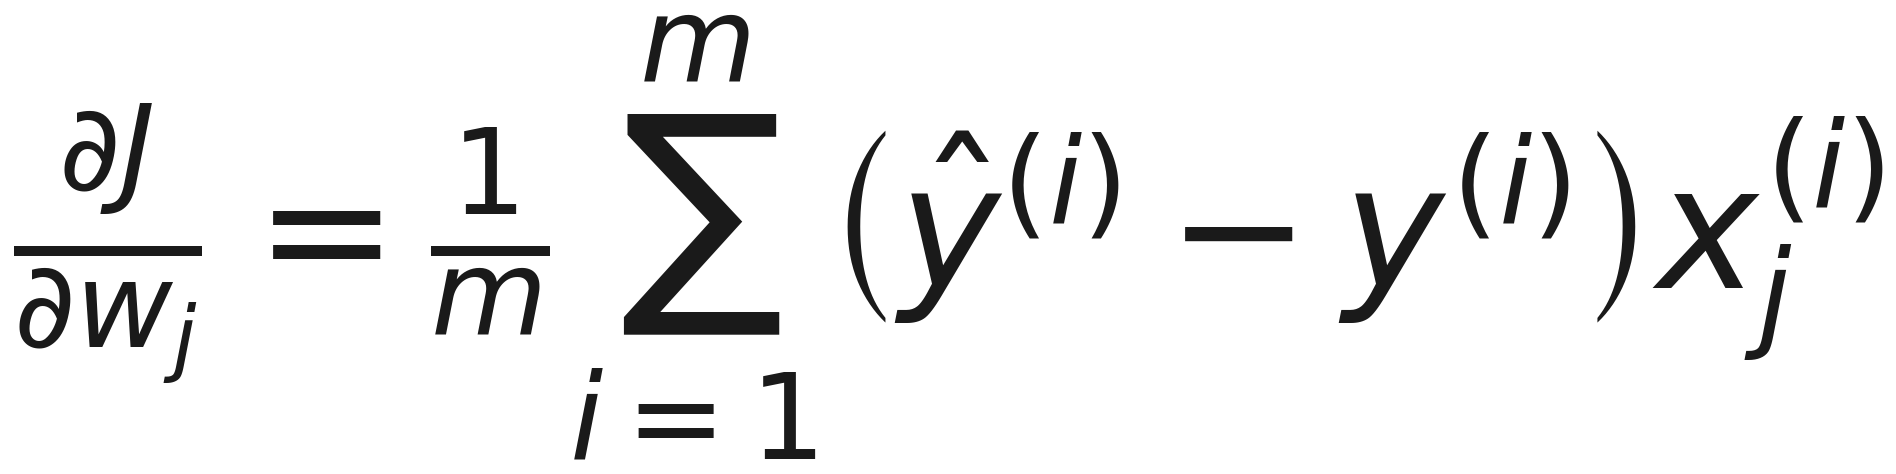 ∂J/∂w_j = 1/m ∑_{i=1}^{m} (ŷ^{(i)} − y^{(i)}) x_j^{(i)}